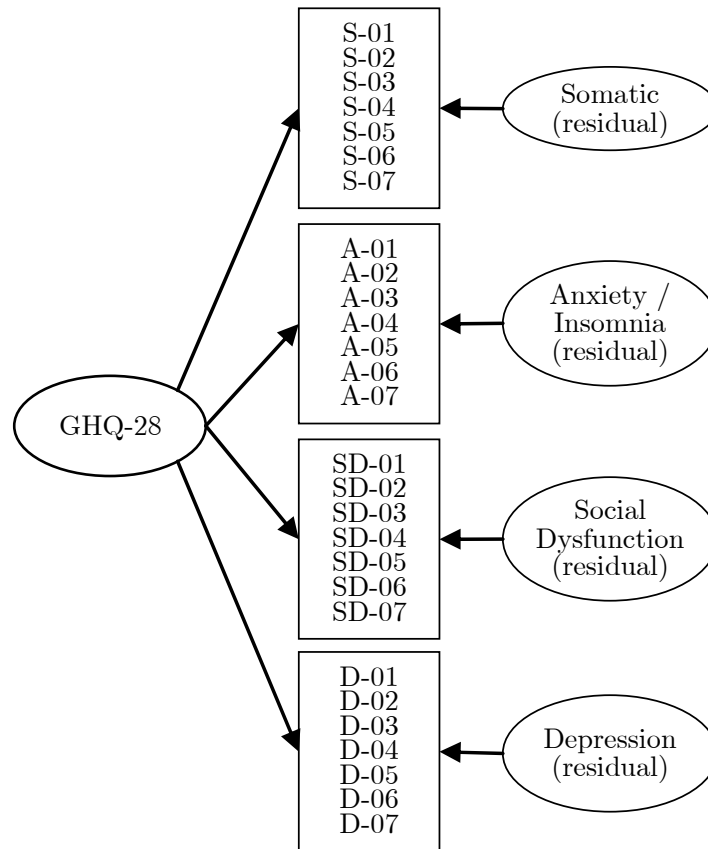 S-01
S-02
S-03
S-04
S-05
S-06
S-07
Somatic
(residual)
A-01
A-02
A-03
A-04
A-05
A-06
A-07
Anxiety /
Insomnia
(residual)
GHQ-28
SD-01
SD-02
SD-03
SD-04
SD-05
SD-06
SD-07
Social
Dysfunction
(residual)
D-01
D-02
D-03
D-04
D-05
D-06
D-07
Depression
(residual)